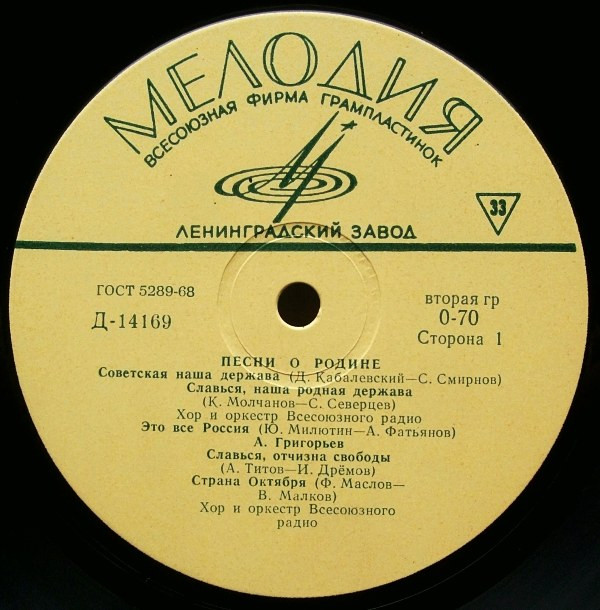 МЕЛОДИЯ
ВСЕСОЮЗНАЯ ФИРМА ГРАМПЛАСТИНОК
33
ЛЕНИНГРАДСКИЙ ЗАВОД
ГОСТ 5289-68
вторая гр
Д-14169
0-70
Сторона 1
ПЕСНИ О РОДИНЕ
Советская наша держава (Д. Кабалевский—С. Смирнов)
Славься, наша родная держава
(К. Молчанов—С. Северцев)
Хор и оркестр Всесоюзного радио
Это все Россия (Ю. Милютин—А. Фатьянов)
А. Григорьев
Славься, отчизна свободы
(А. Титов—И. Дрёмов)
Страна Октября (Ф. Маслов—
В. Малков)
Хор и оркестр Всесоюзного
радио